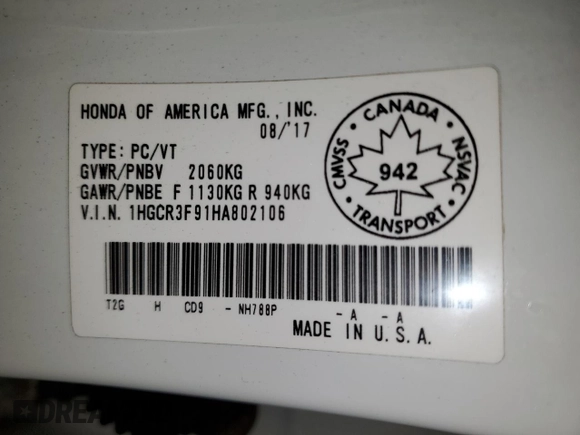 HONDA OF AMERICA MFG., INC.
08/'17
TYPE: PC/VT
GVWR/PNBV 2060KG
GAWR/PNBE F 1130KG R 940KG
V.I.N. 1HGCR3F91HA802106
CANADA
CMVSS
942
NSVAC
TRANSPORT
T2G H CD9 - NH788P - A - A
MADE IN U.S.A.